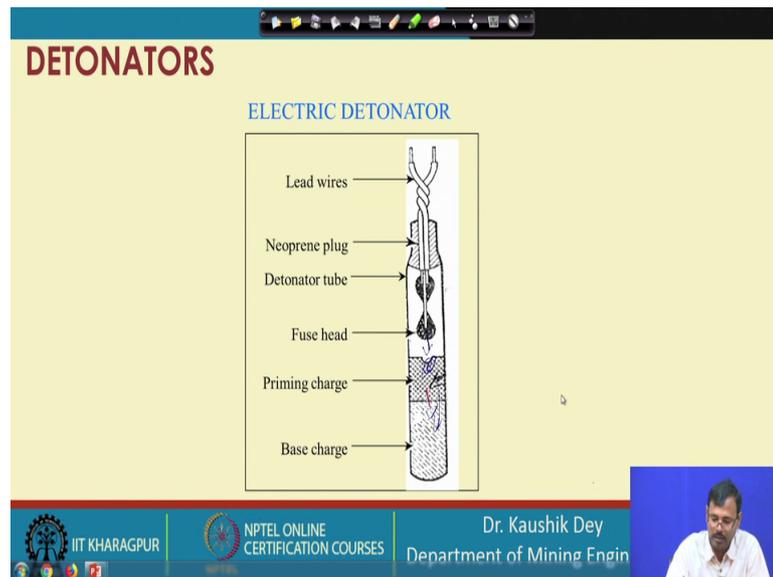 DETONATORS
ELECTRIC DETONATOR
Lead wires
Neoprene plug
Detonator tube
Fuse head
Priming charge
Base charge
IIT KHARAGPUR
NPTEL ONLINE
CERTIFICATION COURSES
NPTEL
Dr. Kaushik Dey
Department of Mining Engin